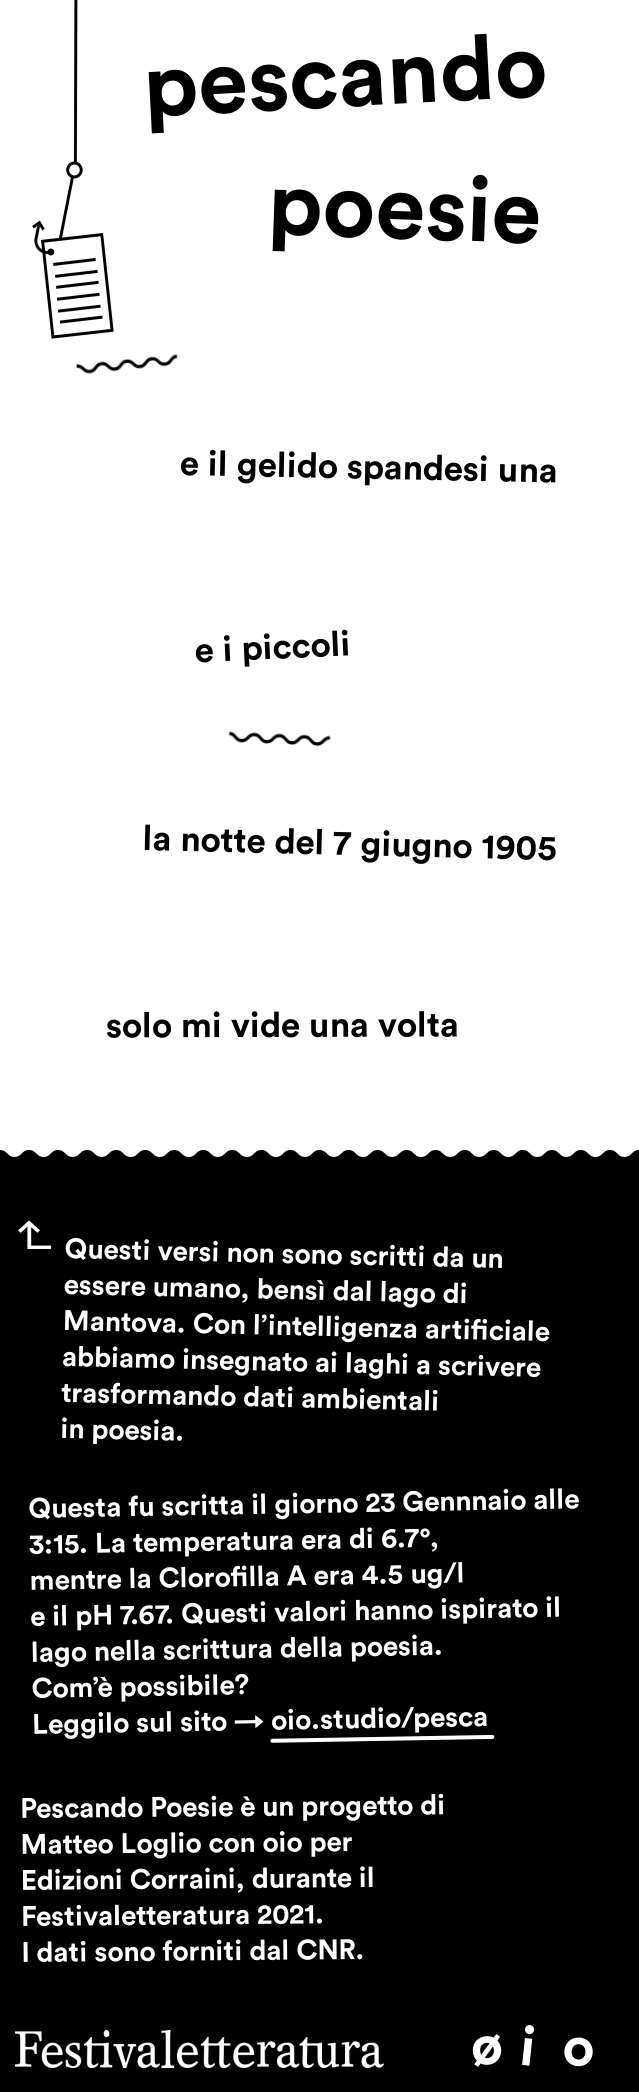 pescando
poesie
e il gelido spandesi una
e i piccoli
la notte del 7 giugno 1905
solo mi vide una volta
Questi versi non sono scritti da un
essere umano, bensì dal lago di
Mantova. Con l’intelligenza artificiale
abbiamo insegnato ai laghi a scrivere
trasformando dati ambientali
in poesia.
Questa fu scritta il giorno 23 Gennnaio alle
3:15. La temperatura era di 6.7°,
mentre la Clorofilla A era 4.5 ug/l
e il pH 7.67. Questi valori hanno ispirato il
lago nella scrittura della poesia.
Com’è possibile?
Leggilo sul sito → oio.studio/pesca
Pescando Poesie è un progetto di
Matteo Loglio con oio per
Edizioni Corraini, durante il
Festivaletteratura 2021.
I dati sono forniti dal CNR.
Festivaletteratura ø i o